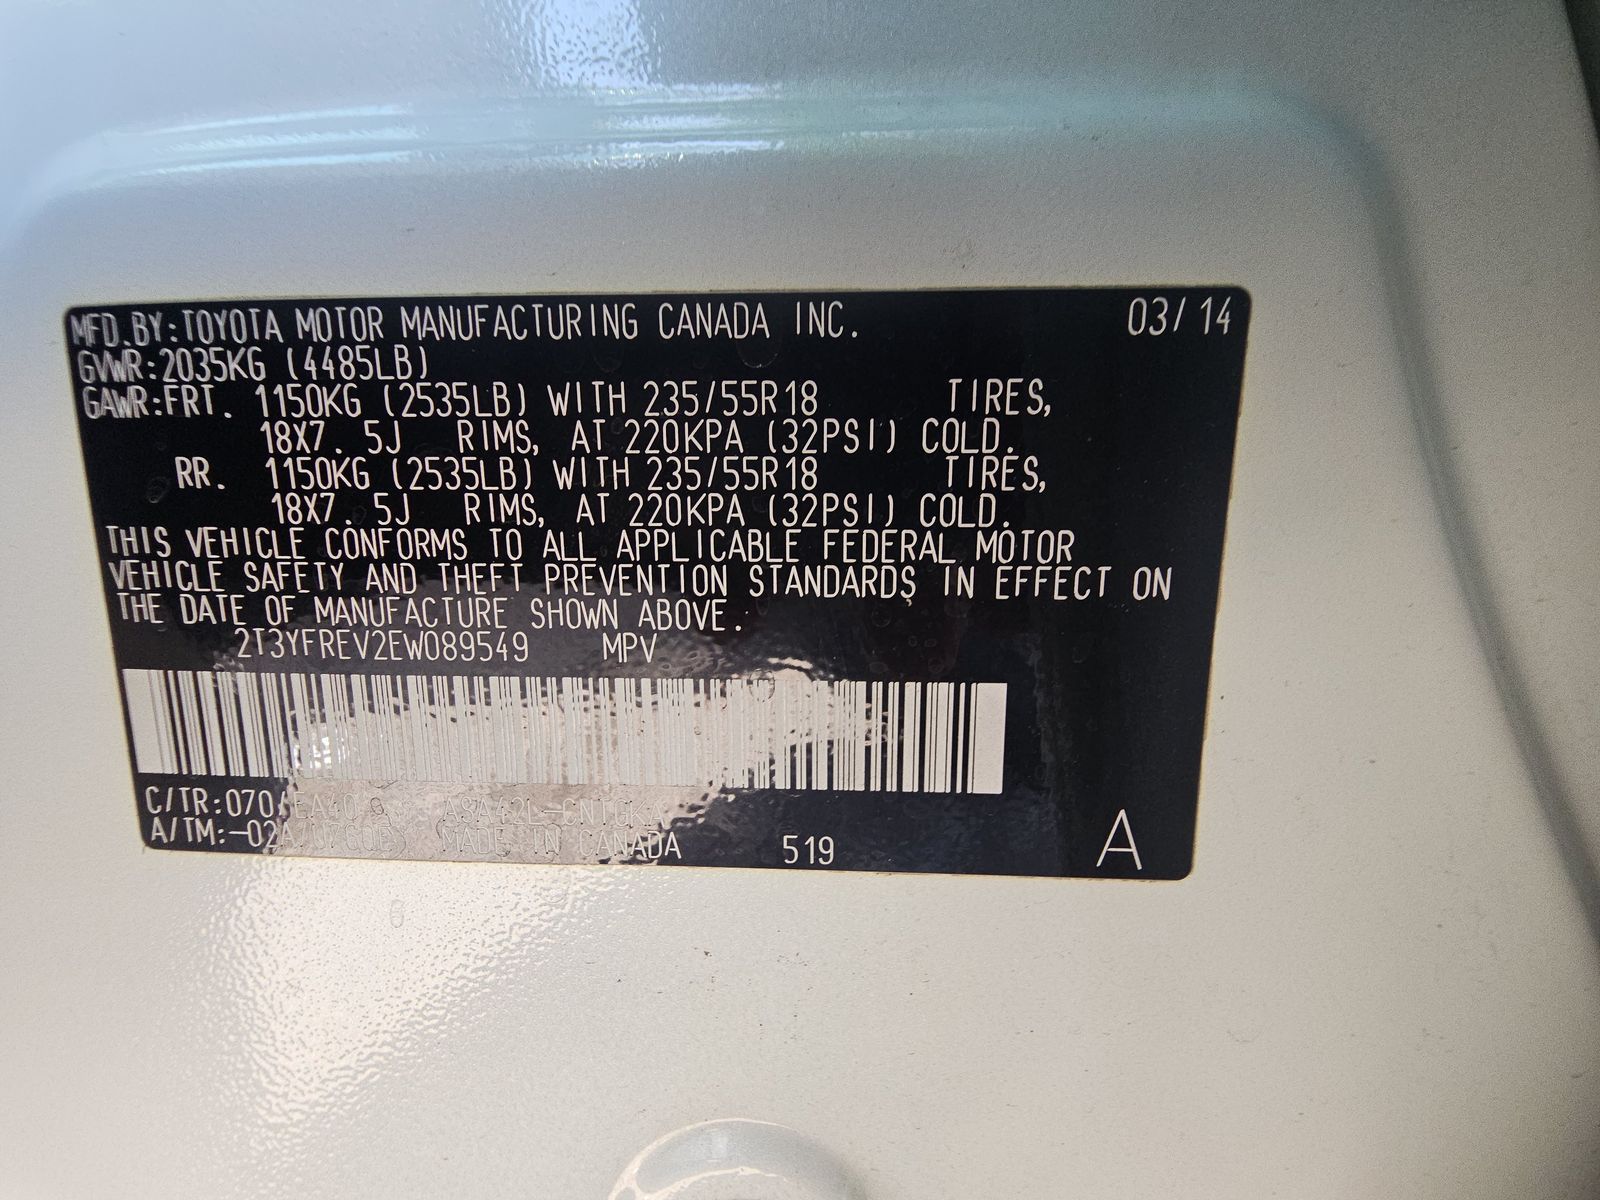 MFD. BY: TOYOTA MOTOR MANUFACTURING CANADA INC. 03/14
GVWR: 2035KG (4485LB)
GAWR: FRT. 1150KG (2535LB) WITH 235/55R18 TIRES,
18X7.5J RIMS, AT 220KPA (32PSI) COLD.
RR. 1150KG (2535LB) WITH 235/55R18 TIRES,
18X7.5J RIMS, AT 220KPA (32PSI) COLD.
THIS VEHICLE CONFORMS TO ALL APPLICABLE FEDERAL MOTOR
VEHICLE SAFETY AND THEFT PREVENTION STANDARDS IN EFFECT ON
THE DATE OF MANUFACTURE SHOWN ABOVE.
2T3YFREV2EW089549 MPV
C/TR:
A/TM: MADE IN CANADA 519 A